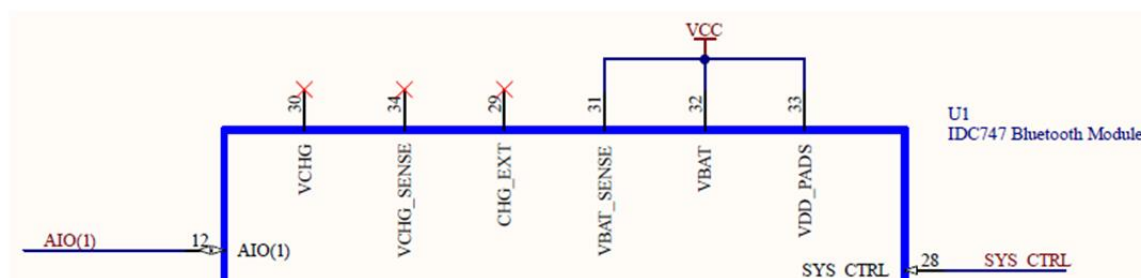 VCC
30
34
29
31
32
33
U1
IDC747 Bluetooth Module
VCHG
VCHG_SENSE
CHG_EXT
VBAT_SENSE
VBAT
VDD_PADS
AIO(1)
12
AIO(1)
SYS_CTRL
28
SYS_CTRL